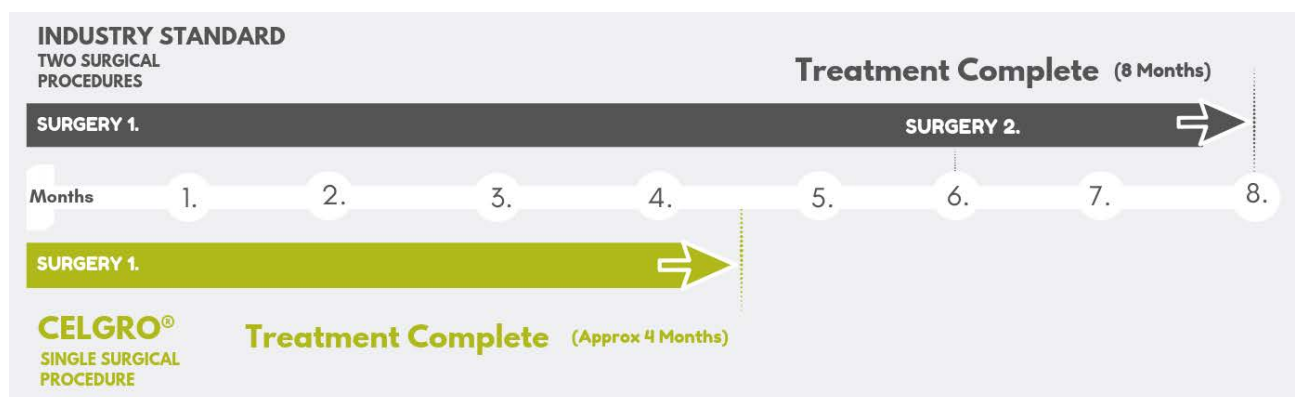 INDUSTRY STANDARD
TWO SURGICAL
PROCEDURES
Treatment Complete (8 Months)
SURGERY 1. SURGERY 2.
Months 1. 2. 3. 4. 5. 6. 7. 8.
SURGERY 1.
CELGRO® Treatment Complete (Approx 4 Months)
SINGLE SURGICAL
PROCEDURE